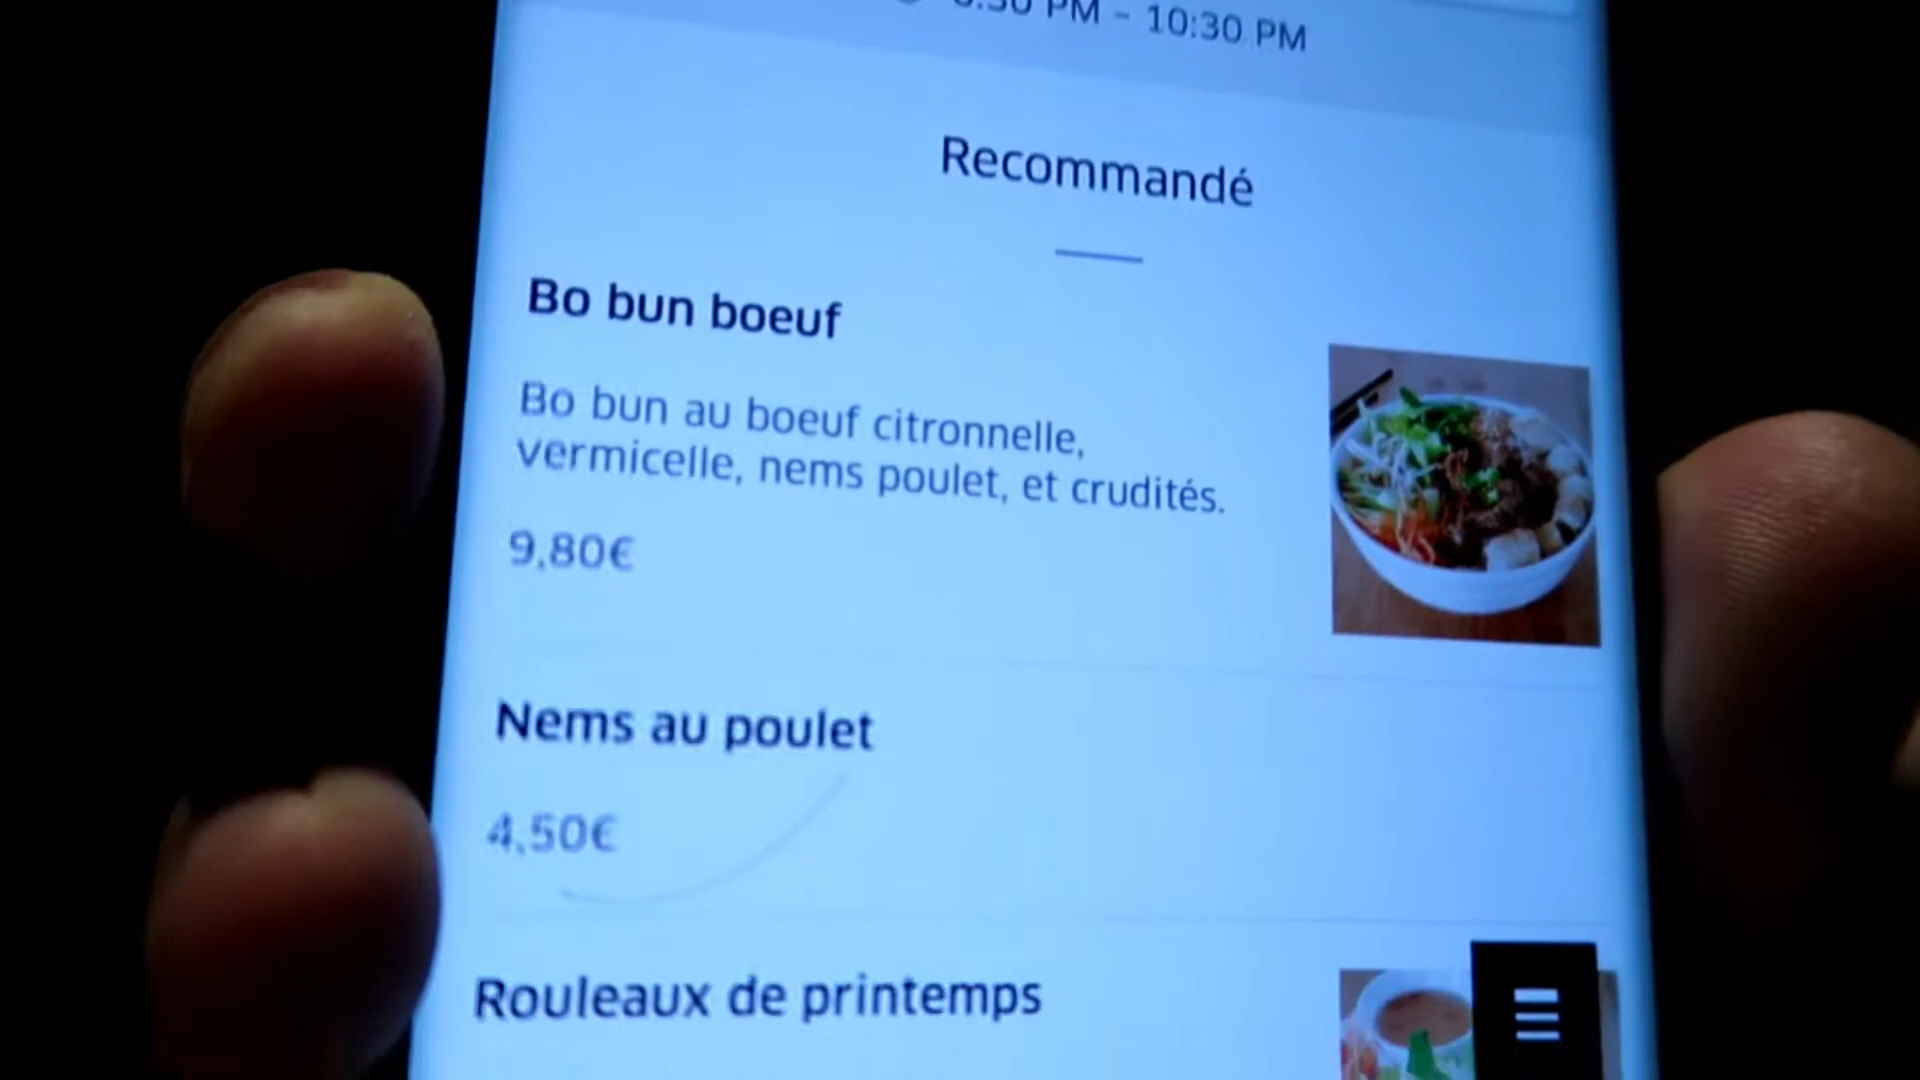 PM - 10:30 PM
Recommandé
Bo bun boeuf
Bo bun au boeuf citronnelle,
vermicelle, nems poulet, et crudités.
9,80€
Nems au poulet
4,50€
Rouleaux de printemps